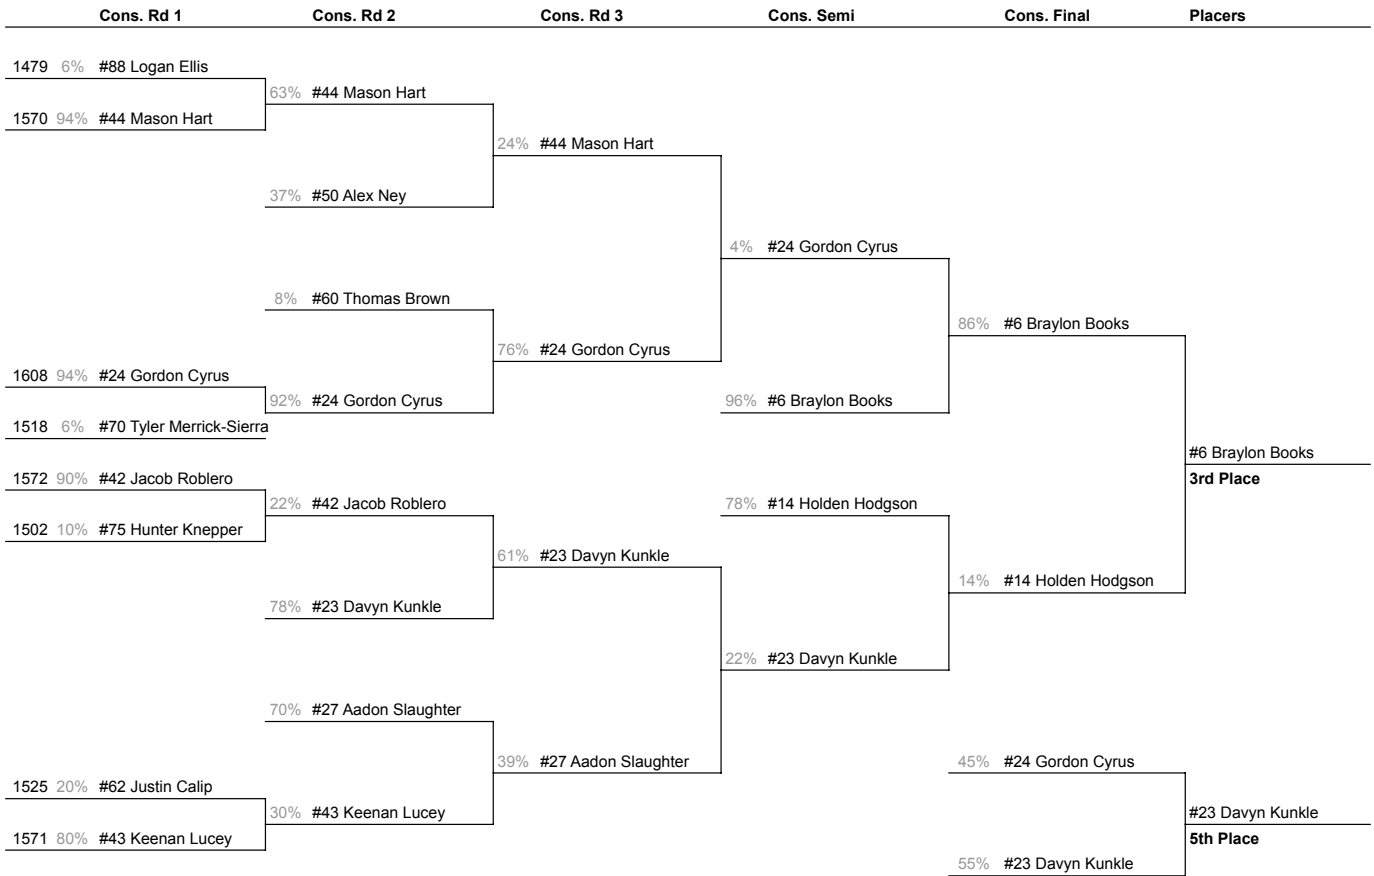 Cons. Rd 1 Cons. Rd 2 Cons. Rd 3 Cons. Semi Cons. Final Placers
1479 6% #88 Logan Ellis
63% #44 Mason Hart
1570 94% #44 Mason Hart
24% #44 Mason Hart
37% #50 Alex Ney
4% #24 Gordon Cyrus
8% #60 Thomas Brown
86% #6 Braylon Books
76% #24 Gordon Cyrus
1608 94% #24 Gordon Cyrus
92% #24 Gordon Cyrus 96% #6 Braylon Books
1518 6% #70 Tyler Merrick-Sierra
#6 Braylon Books
1572 90% #42 Jacob Roblero 3rd Place
22% #42 Jacob Roblero 78% #14 Holden Hodgson
1502 10% #75 Hunter Knepper
61% #23 Davyn Kunkle
14% #14 Holden Hodgson
78% #23 Davyn Kunkle
22% #23 Davyn Kunkle
70% #27 Aadon Slaughter
39% #27 Aadon Slaughter 45% #24 Gordon Cyrus
1525 20% #62 Justin Calip
30% #43 Keenan Lucey #23 Davyn Kunkle
1571 80% #43 Keenan Lucey 5th Place
55% #23 Davyn Kunkle